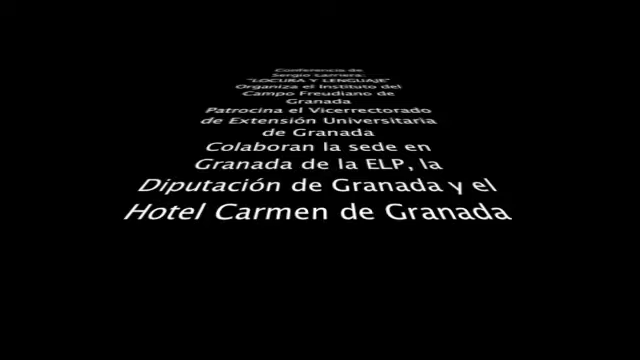 Conferencia de
Sergio Larriera:
"LOCURA Y LENGUAJE"
Organiza el Instituto del
Campo Freudiano de
Granada
Patrocina el Vicerrectorado
de Extensión Universitaria
de Granada
Colaboran la sede en
Granada de la ELP, la
Diputación de Granada y el
Hotel Carmen de Granada